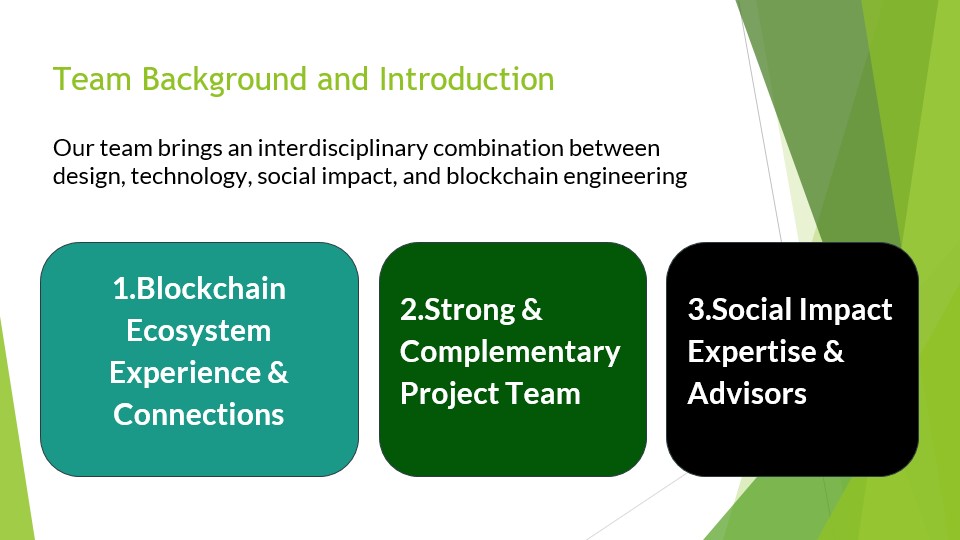 Team Background and Introduction
Our team brings an interdisciplinary combination between
design, technology, social impact, and blockchain engineering
1.Blockchain
Ecosystem
Experience &
Connections
2.Strong &
Complementary
Project Team
3.Social Impact
Expertise &
Advisors